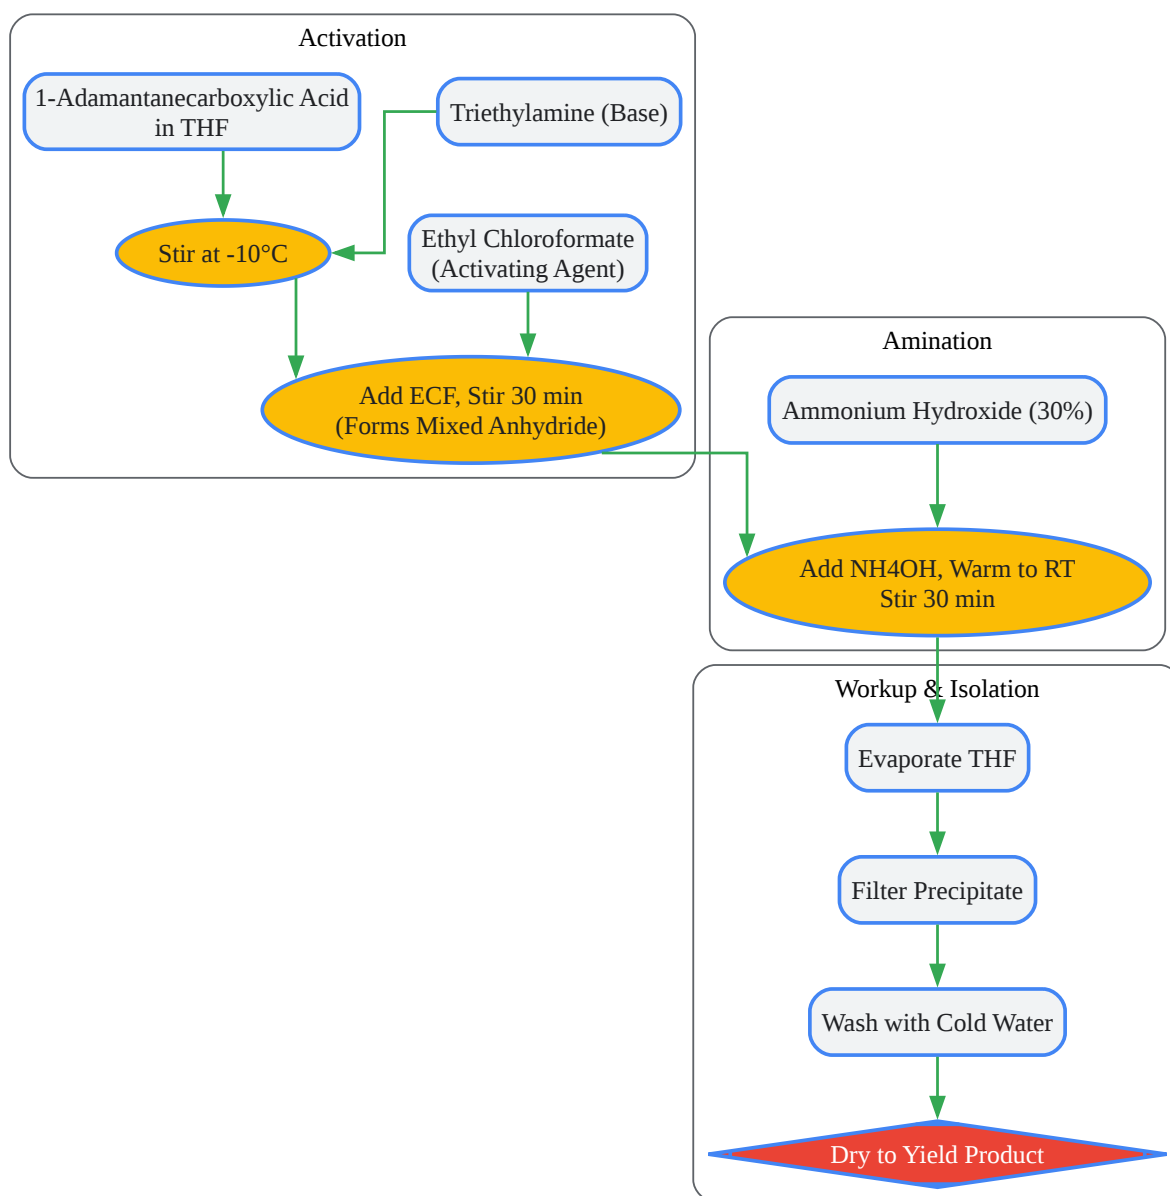 Activation
1-Adamantanecarboxylic Acid
in THF
Triethylamine (Base)
Stir at -10°C
Ethyl Chloroformate
(Activating Agent)
Add ECF, Stir 30 min
(Forms Mixed Anhydride)
Amination
Ammonium Hydroxide (30%)
Add NH4OH, Warm to RT
Stir 30 min
Workup & Isolation
Evaporate THF
Filter Precipitate
Wash with Cold Water
Dry to Yield Product